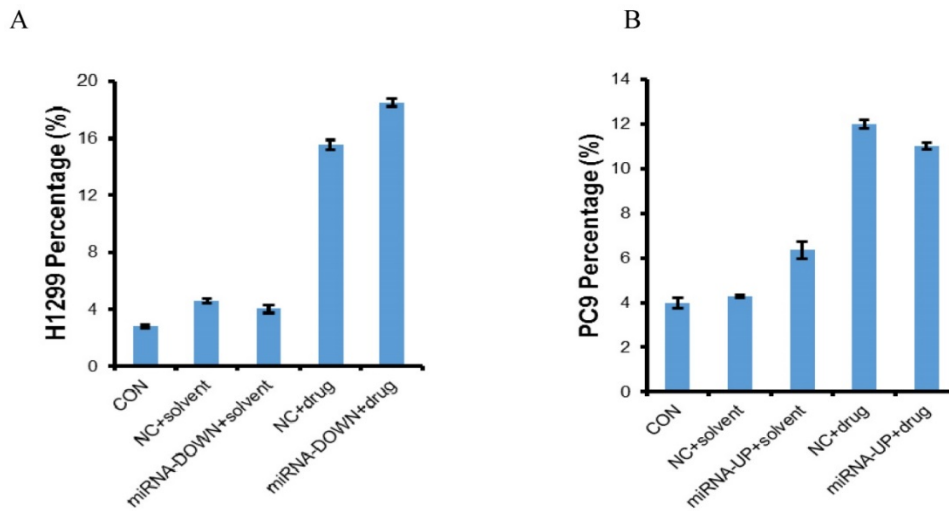 A
H1299 Percentage (%)
20
16
12
8
4
0
CON
NC+solvent
miRNA-DOWN+solvent
NC+drug
miRNA-DOWN+drug
B
PC9 Percentage (%)
14
12
10
8
6
4
2
0
CON
NC+solvent
miRNA-UP+solvent
NC+drug
miRNA-UP+drug